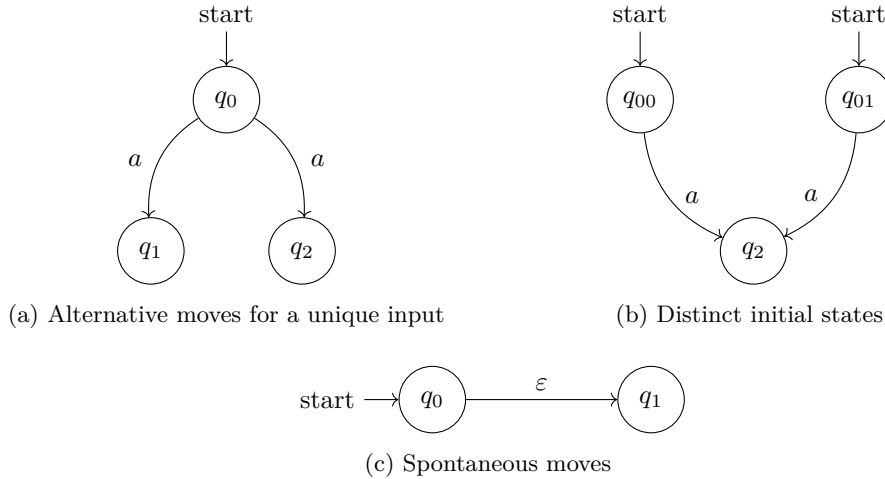 start
q0
a
a
q1
q2
(a) Alternative moves for a unique input
start
start
q00
q01
a
a
q2
(b) Distinct initial states
start
q0
ε
q1
(c) Spontaneous moves